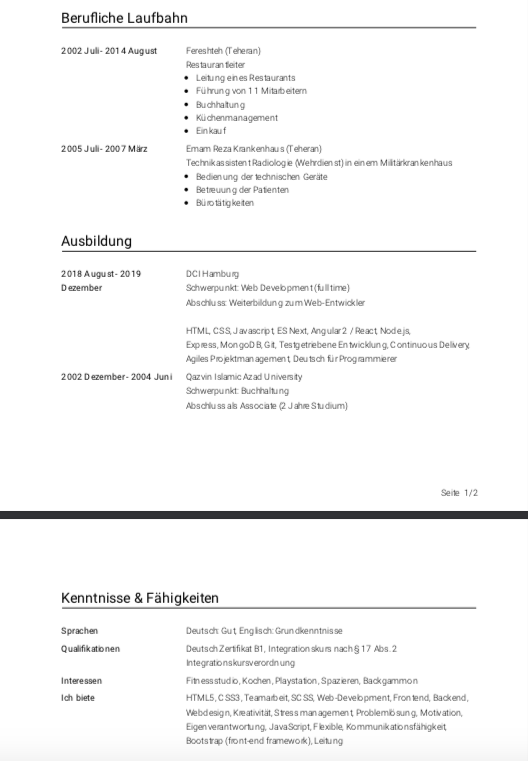 Berufliche Laufbahn
2002 Juli- 2014 August
Fereshteh (Teheran)
Restaurantleiter
• Leitung eines Restaurants
• Führung von 11 Mitarbeitern
• Buchhaltung
• Küchenmanagement
• Einkauf
2005 Juli- 2007 März
Emam Reza Krankenhaus (Teheran)
Technikassistent Radiologie (Wehrdienst) in einem Militärkrankenhaus
• Bedienung der technischen Geräte
• Betreuung der Patienten
• Bürotätigkeiten
Ausbildung
2018 August- 2019
Dezember
DCI Hamburg
Schwerpunkt: Web Development (full time)
Abschluss: Weiterbildung zum Web-Entwickler
HTML, CSS, Javascript, ES Next, Angular2 / React, Node.js,
Express, MongoDB, Git, Testgetriebene Entwicklung, Continuous Delivery,
Agiles Projektmanagement, Deutsch für Programmierer
2002 Dezember- 2004 Juni
Qazvin Islamic Azad University
Schwerpunkt: Buchhaltung
Abschluss als Associate (2 Jahre Studium)
Seite 1/2
Kenntnisse & Fähigkeiten
Sprachen
Deutsch: Gut, Englisch: Grundkenntnisse
Qualifikationen
Deutsch Zertifikat B1, Integrationskurs nach § 17 Abs. 2
Integrationskursverordnung
Interessen
Fitnessstudio, Kochen, Playstation, Spazieren, Backgammon
Ich biete
HTML5, CSS3, Teamarbeit, SCSS, Web-Development, Frontend, Backend,
Webdesign, Kreativität, Stressmanagement, Problemlösung, Motivation,
Eigenverantwortung, JavaScript, Flexible, Kommunikationsfähigkeit,
Bootstrap (front-end framework), Leitung